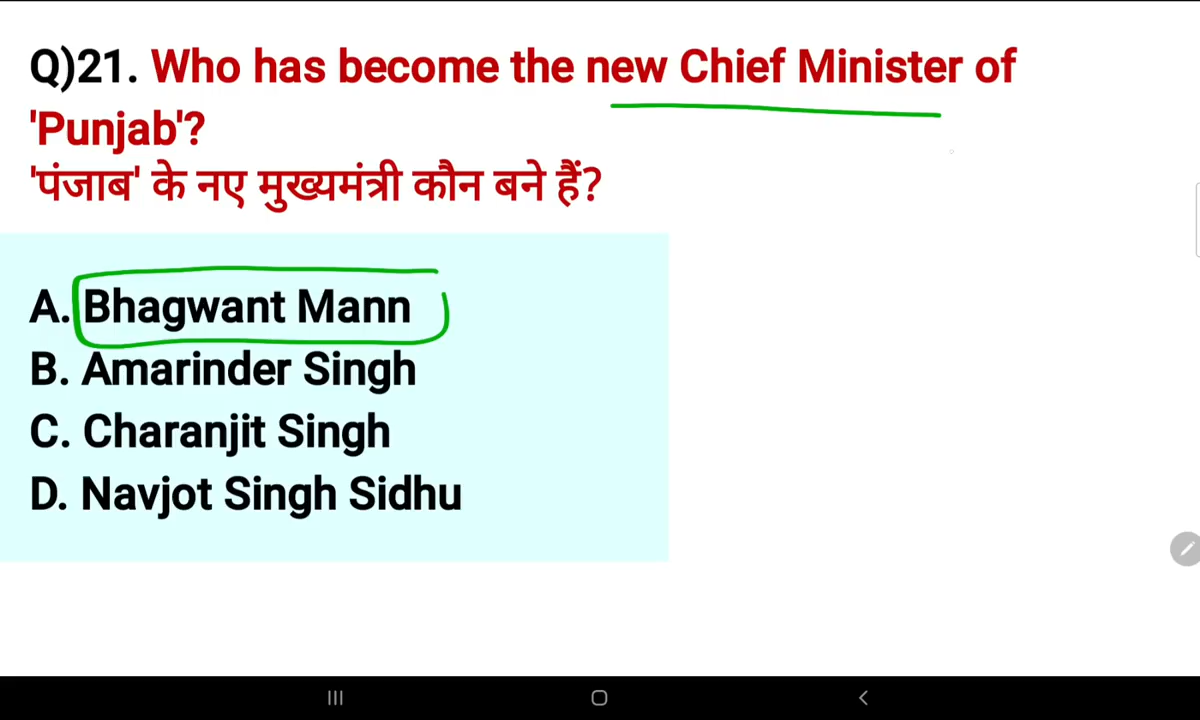 Q)21. Who has become the new Chief Minister of
'Punjab'?
'पंजाब' के नए मुख्यमंत्री कौन बने हैं?
A. Bhagwant Mann
B. Amarinder Singh
C. Charanjit Singh
D. Navjot Singh Sidhu